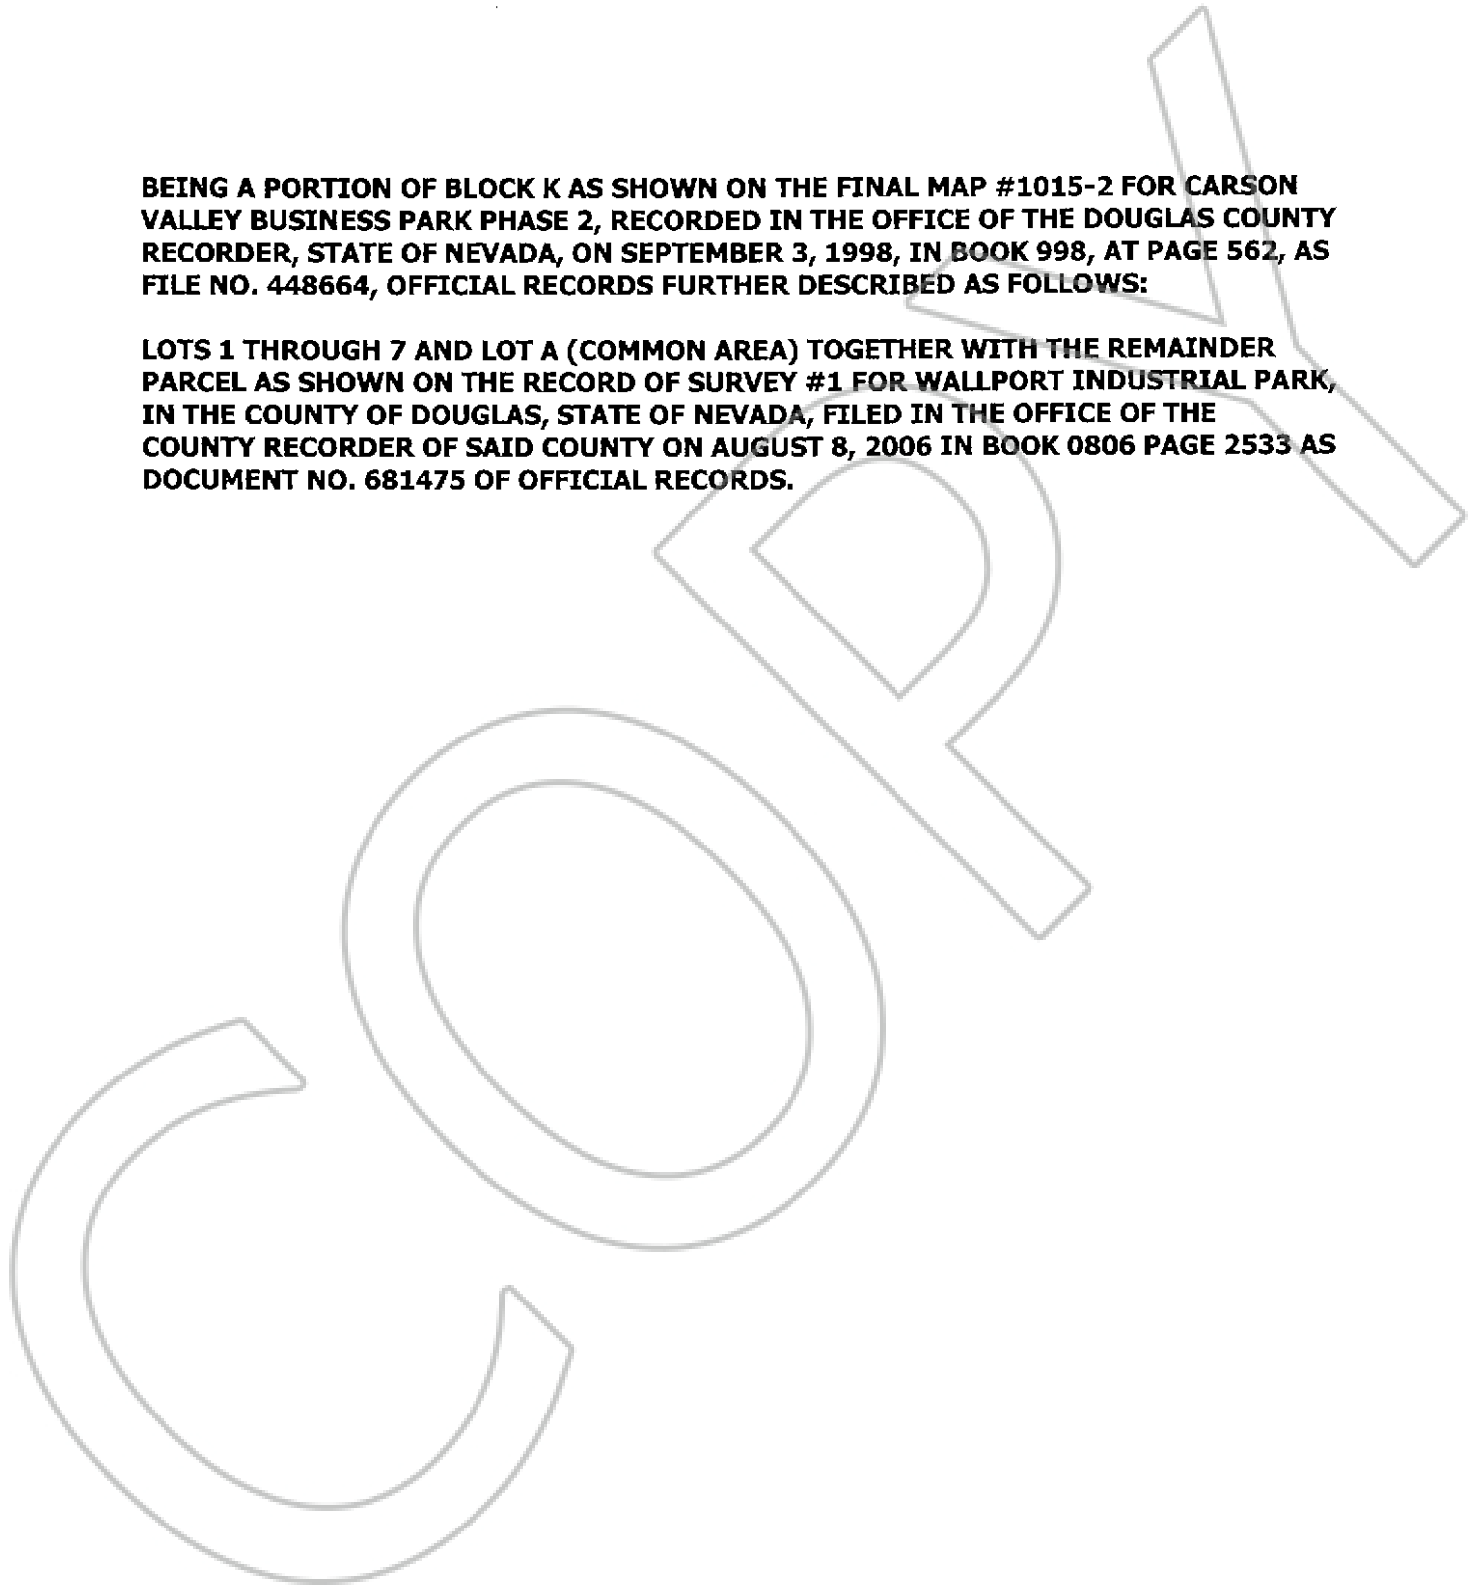 BEING A PORTION OF BLOCK K AS SHOWN ON THE FINAL MAP #1015-2 FOR CARSON
VALLEY BUSINESS PARK PHASE 2, RECORDED IN THE OFFICE OF THE DOUGLAS COUNTY
RECORDER, STATE OF NEVADA, ON SEPTEMBER 3, 1998, IN BOOK 998, AT PAGE 562, AS
FILE NO. 448664, OFFICIAL RECORDS FURTHER DESCRIBED AS FOLLOWS:
LOTS 1 THROUGH 7 AND LOT A (COMMON AREA) TOGETHER WITH THE REMAINDER
PARCEL AS SHOWN ON THE RECORD OF SURVEY #1 FOR WALLPORT INDUSTRIAL PARK,
IN THE COUNTY OF DOUGLAS, STATE OF NEVADA, FILED IN THE OFFICE OF THE
COUNTY RECORDER OF SAID COUNTY ON AUGUST 8, 2006 IN BOOK 0806 PAGE 2533 AS
DOCUMENT NO. 681475 OF OFFICIAL RECORDS.
COPY